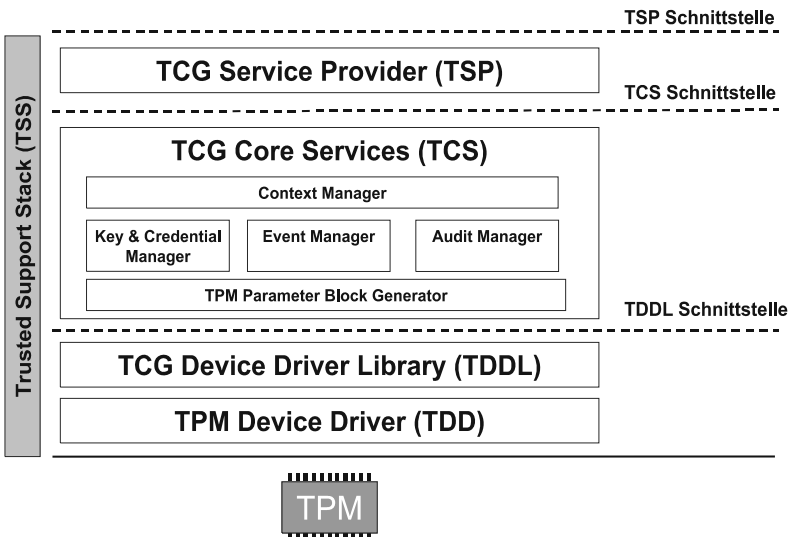 TSP Schnittstelle
TCG Service Provider (TSP)
TCS Schnittstelle
Trusted Support Stack (TSS)
TCG Core Services (TCS)
Context Manager
Key & Credential
Manager
Event Manager
Audit Manager
TPM Parameter Block Generator
TDDL Schnittstelle
TCG Device Driver Library (TDDL)
TPM Device Driver (TDD)
TPM